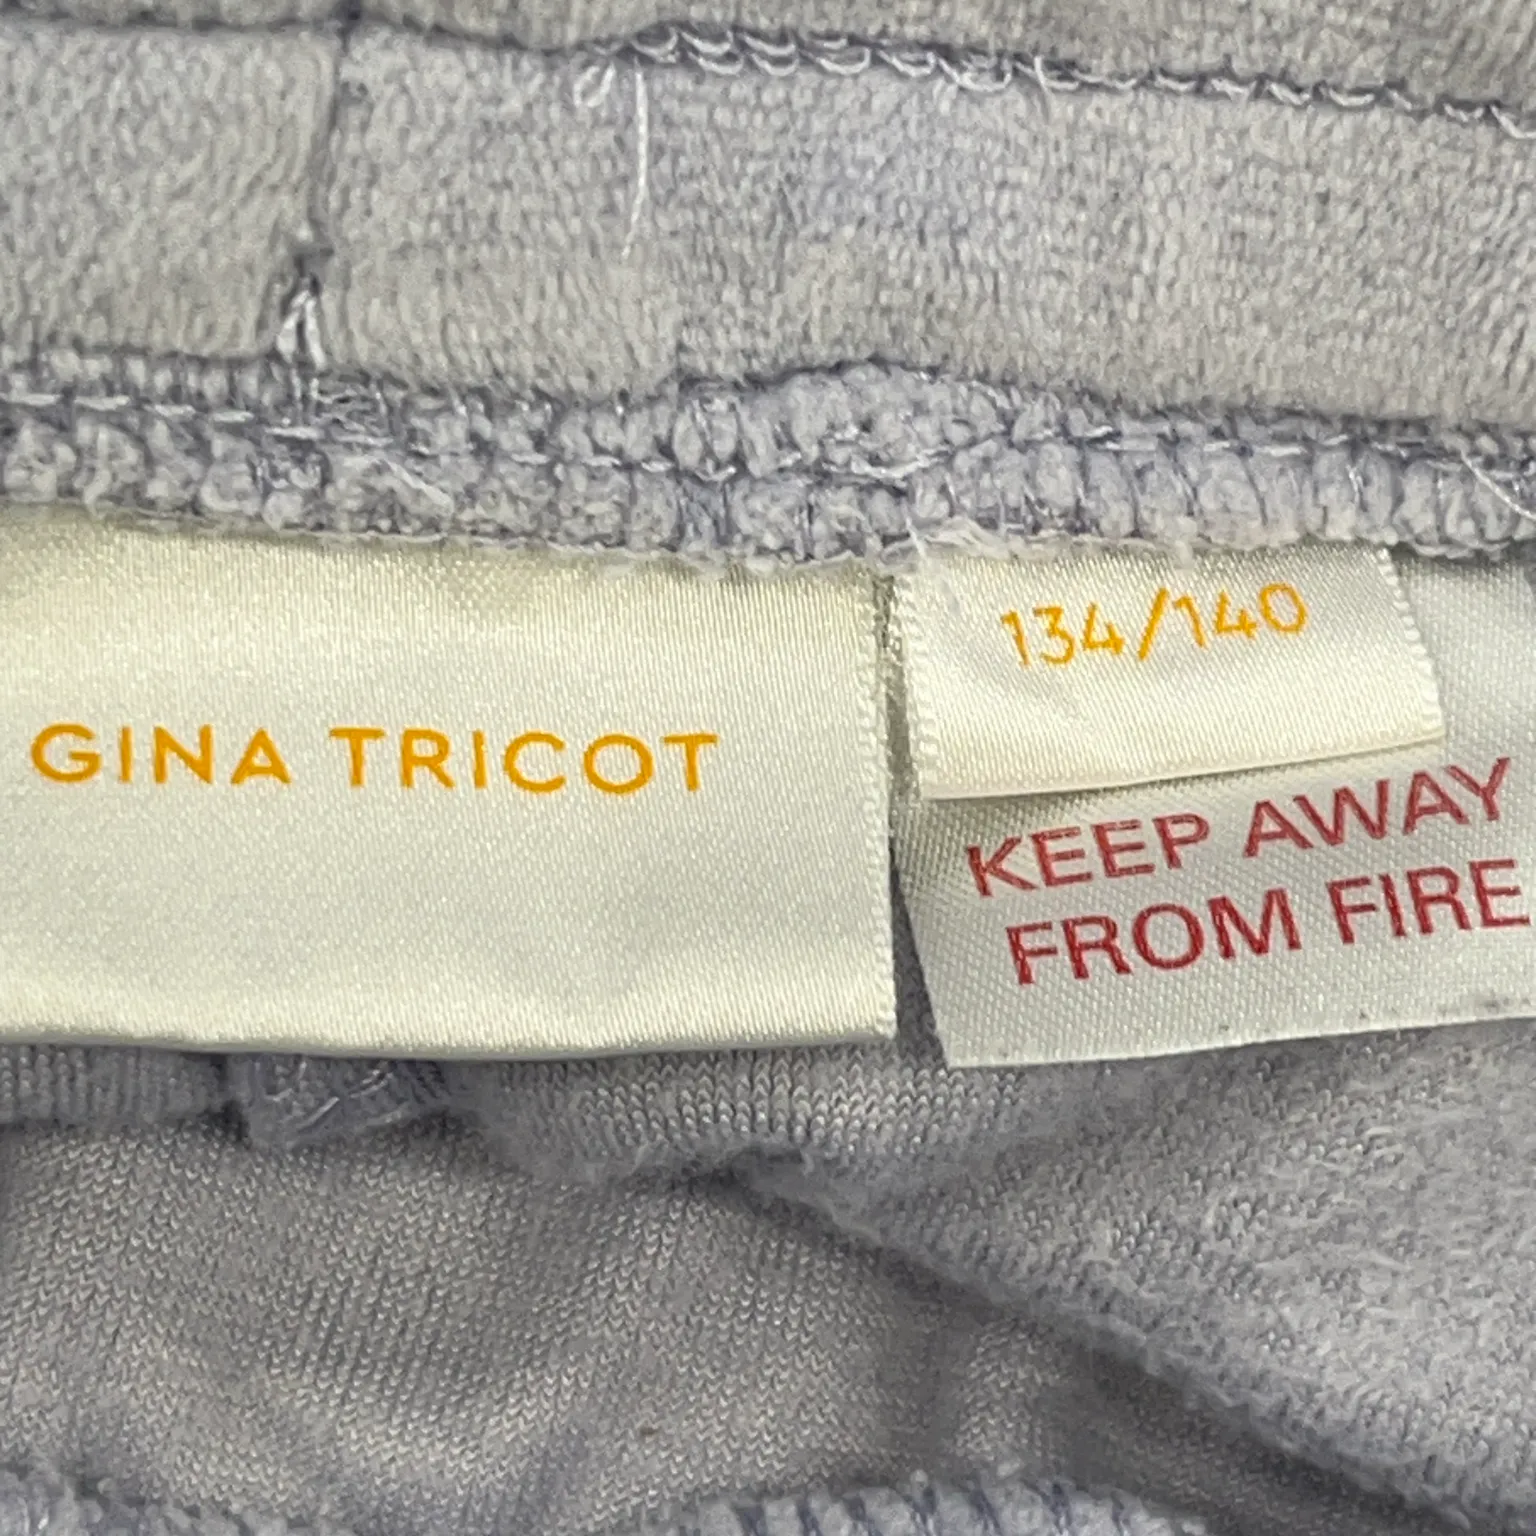 GINA TRICOT
134/140
KEEP AWAY
FROM FIRE